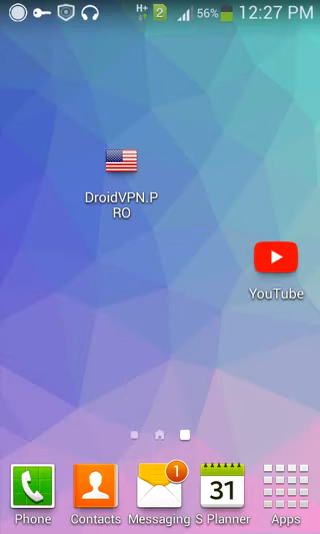 H+ 2 56% 12:27 PM
DroidVPN.P
RO
YouTube
1
31
Phone Contacts Messaging S Planner Apps